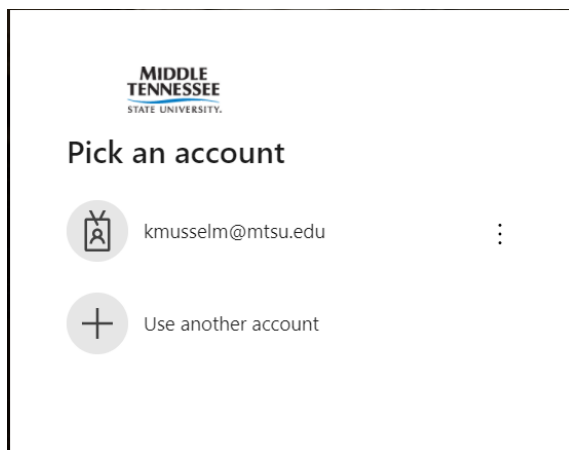 MIDDLE
TENNESSEE
STATE UNIVERSITY.
Pick an account
kmusselm@mtsu.edu
Use another account